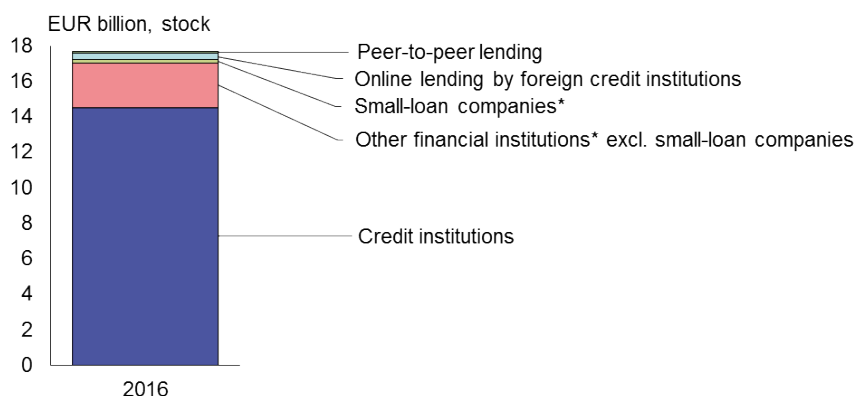 EUR billion, stock
18
16
14
12
10
8
6
4
2
0
2016
Peer-to-peer lending
Online lending by foreign credit institutions
Small-loan companies*
Other financial institutions* excl. small-loan companies
Credit institutions